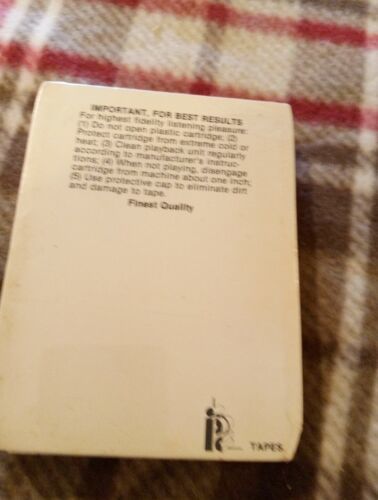 IMPORTANT, FOR BEST RESULTS
For highest fidelity listening pleasure:
(1) Do not open plastic cartridge; (2)
Protect cartridge from extreme cold or
heat; (3) Clean playback unit regularly
according to manufacturer's instruc-
tions; (4) When not playing, disengage
cartridge from machine about one inch;
(5) Use protective cap to eliminate dirt
and damage to tape.
Finest Quality
TAPES